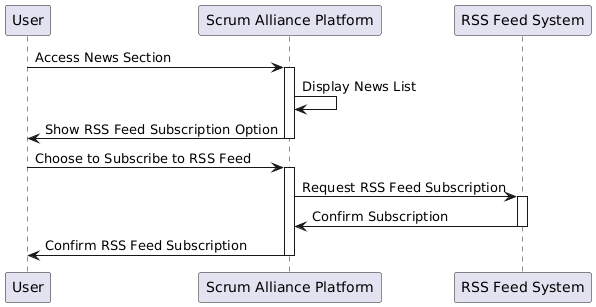 User
Scrum Alliance Platform
RSS Feed System
Access News Section
Display News List
Show RSS Feed Subscription Option
Choose to Subscribe to RSS Feed
Request RSS Feed Subscription
Confirm Subscription
Confirm RSS Feed Subscription
User
Scrum Alliance Platform
RSS Feed System